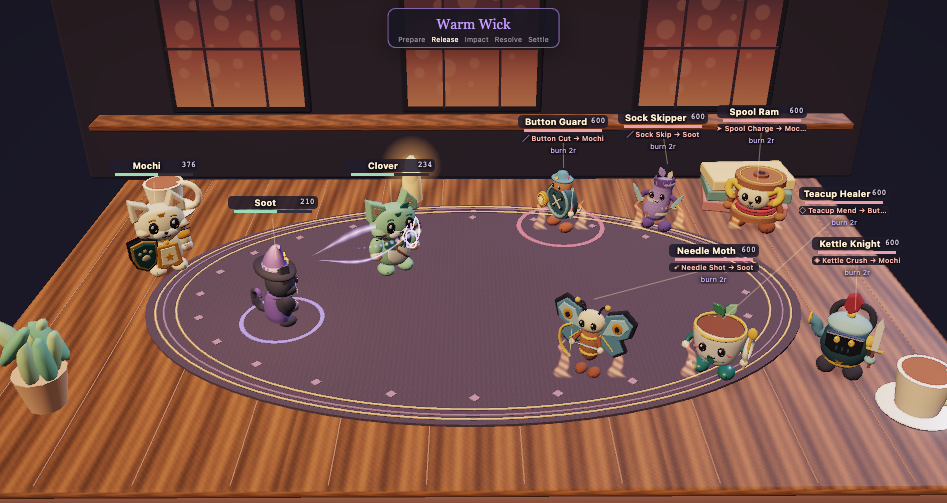 Warm Wick
Prepare Release Impact Resolve Settle
Mochi 376
Soot 210
Clover 234
Button Guard 600
Button Cut → Mochi
burn 2r
Sock Skipper 600
Sock Skip → Soot
burn 2r
Spool Ram 600
Spool Charge → Moc...
burn 2r
Teacup Healer 600
Teacup Mend → But...
burn 2r
Needle Moth 600
Needle Shot → Soot
burn 2r
Kettle Knight 600
Kettle Crush → Mochi
burn 2r